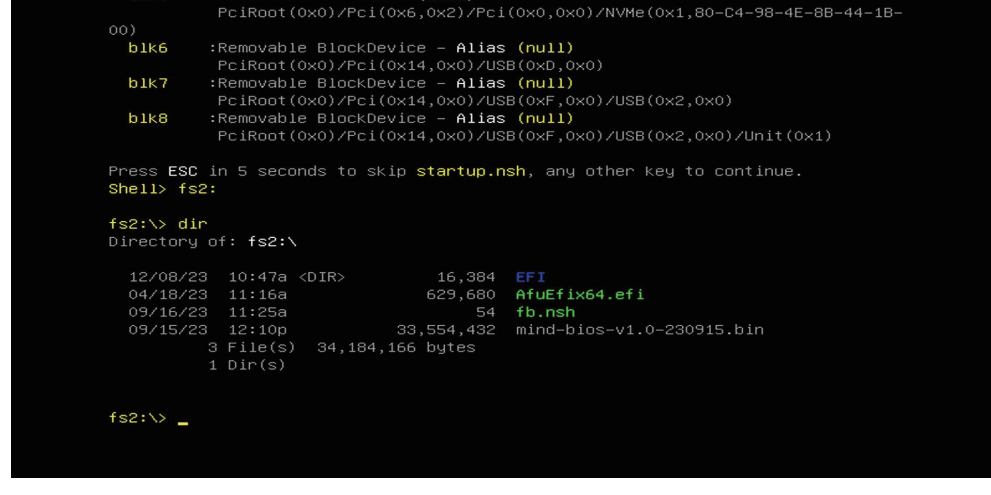 PciRoot(0x0)/Pci(0x6,0x2)/Pci(0x0,0x0)/NVMe(0x1,80-C4-98-4E-8B-44-1B-
00)
blk6 :Removable BlockDevice - Alias (null)
PciRoot(0x0)/Pci(0x14,0x0)/USB(0xD,0x0)
blk7 :Removable BlockDevice - Alias (null)
PciRoot(0x0)/Pci(0x14,0x0)/USB(0xF,0x0)/USB(0x2,0x0)
blk8 :Removable BlockDevice - Alias (null)
PciRoot(0x0)/Pci(0x14,0x0)/USB(0xF,0x0)/USB(0x2,0x0)/Unit(0x1)
Press ESC in 5 seconds to skip startup.nsh, any other key to continue.
Shell> fs2:
fs2:\> dir
Directory of: fs2:\
12/08/23 10:47a <DIR> 16,384 EFI
04/18/23 11:16a 629,680 AfuEfix64.efi
09/16/23 11:25a 54 fb.nsh
09/15/23 12:10p 33,554,432 mind-bios-v1.0-230915.bin
3 File(s) 34,184,166 bytes
1 Dir(s)
fs2:\> _